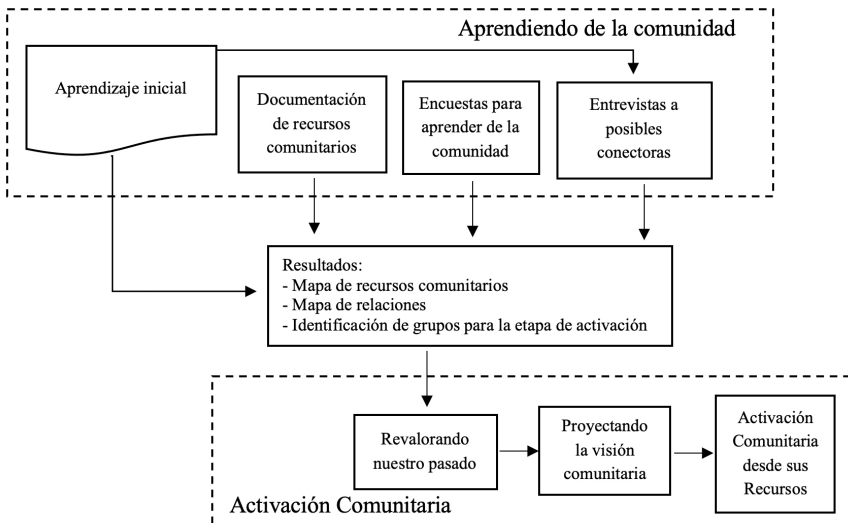 Aprendiendo de la comunidad
Aprendizaje inicial
Documentación
de recursos
comunitarios
Encuestas para
aprender de la
comunidad
Entrevistas a
posibles
conectoras
Resultados:
- Mapa de recursos comunitarios
- Mapa de relaciones
- Identificación de grupos para la etapa de activación
Revalorando
nuestro pasado
Proyectando
la visión
comunitaria
Activación
Comunitaria
desde sus
Recursos
Activación Comunitaria